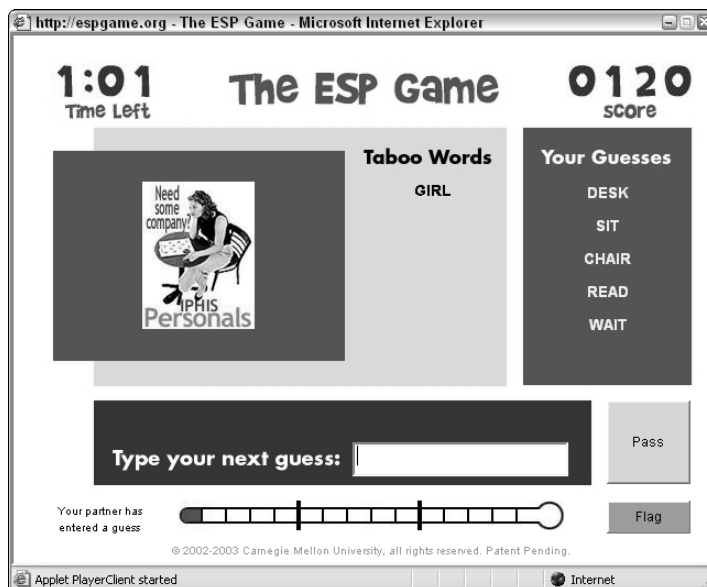 http://espgame.org - The ESP Game - Microsoft Internet Explorer
1:01
Time Left
The ESP Game
0120
score
Taboo Words
GIRL
Your Guesses
DESK
SIT
CHAIR
READ
WAIT
Need
some
company?
IPHIS
Personals
Type your next guess:
Pass
Your partner has
entered a guess
Flag
© 2002-2003 Carnegie Mellon University, all rights reserved. Patent Pending.
Applet PlayerClient started
Internet